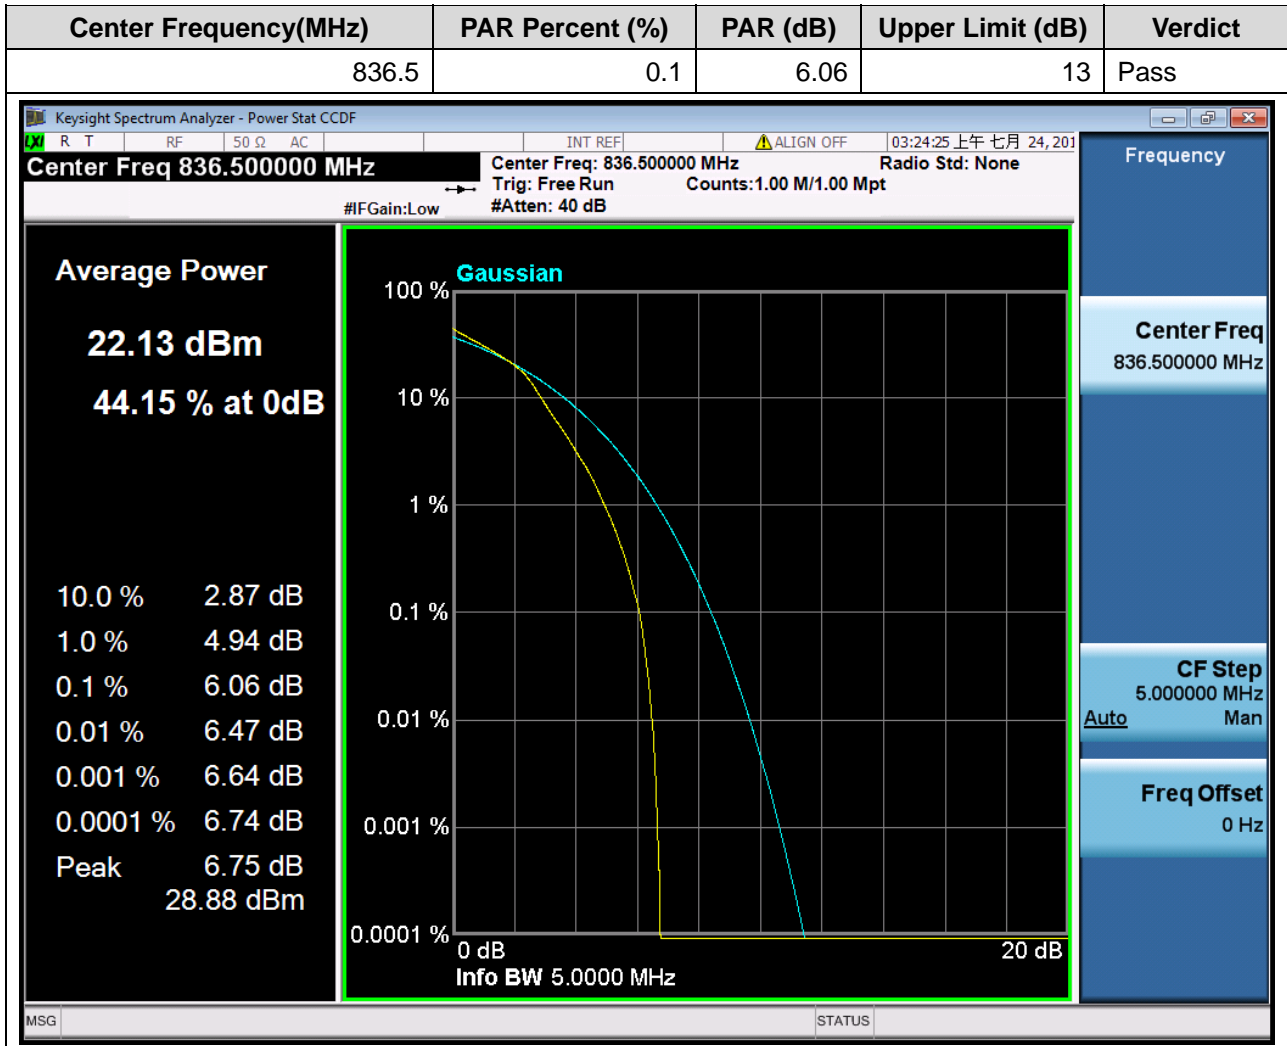 Center Frequency(MHz) PAR Percent (%) PAR (dB) Upper Limit (dB) Verdict
836.5 0.1 6.06 13 Pass
Keysight Spectrum Analyzer - Power Stat CCDF
LXI R T RF 50 Ω AC INT REF ALIGN OFF 03:24:25 上午 七月 24, 201
Center Freq 836.500000 MHz
Center Freq: 836.500000 MHz Radio Std: None
Trig: Free Run Counts:1.00 M/1.00 Mpt
#IFGain:Low #Atten: 40 dB
Average Power
22.13 dBm
44.15 % at 0dB
10.0 % 2.87 dB
1.0 % 4.94 dB
0.1 % 6.06 dB
0.01 % 6.47 dB
0.001 % 6.64 dB
0.0001 % 6.74 dB
Peak 6.75 dB
28.88 dBm
Gaussian
100 %
10 %
1 %
0.1 %
0.01 %
0.001 %
0.0001 %
0 dB 20 dB
Info BW 5.0000 MHz
Frequency
Center Freq
836.500000 MHz
CF Step
5.000000 MHz
Auto Man
Freq Offset
0 Hz
MSG STATUS